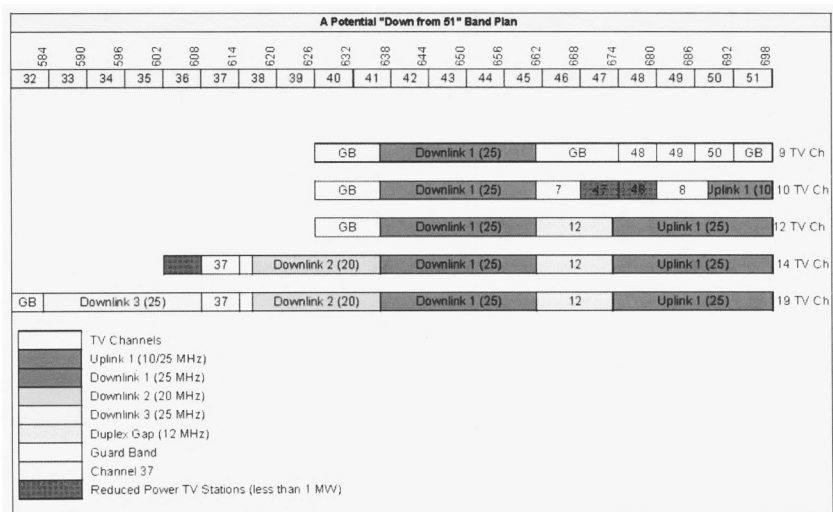 A Potential "Down from 51" Band Plan
584 590 596 602 608 614 620 626 632 638 644 650 656 662 668 674 680 686 692 698
32 33 34 35 36 37 38 39 40 41 42 43 44 45 46 47 48 49 50 51
GB Downlink 1 (25) GB 48 49 50 GB 9 TV Ch
GB Downlink 1 (25) 7 47 48 8 Uplink 1 (10 10 TV Ch
GB Downlink 1 (25) 12 Uplink 1 (25) 12 TV Ch
37 Downlink 2 (20) Downlink 1 (25) 12 Uplink 1 (25) 14 TV Ch
GB Downlink 3 (25) 37 Downlink 2 (20) Downlink 1 (25) 12 Uplink 1 (25) 19 TV Ch
TV Channels
Uplink 1 (10/25 MHz)
Downlink 1 (25 MHz)
Downlink 2 (20 MHz)
Downlink 3 (25 MHz)
Duplex Gap (12 MHz)
Guard Band
Channel 37
Reduced Power TV Stations (less than 1 MW)